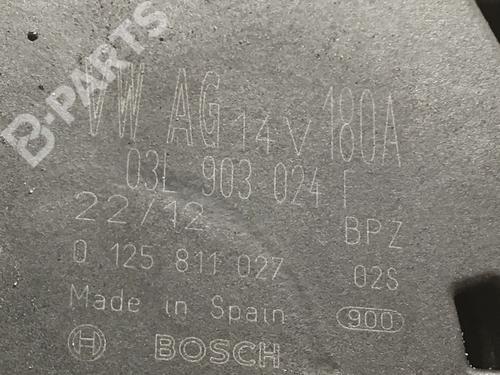 B-PARTS
VW AG 14V 180A
03L 903 024 F
22/12 BPZ
0 125 811 027 02S
Made in Spain 900
BOSCH